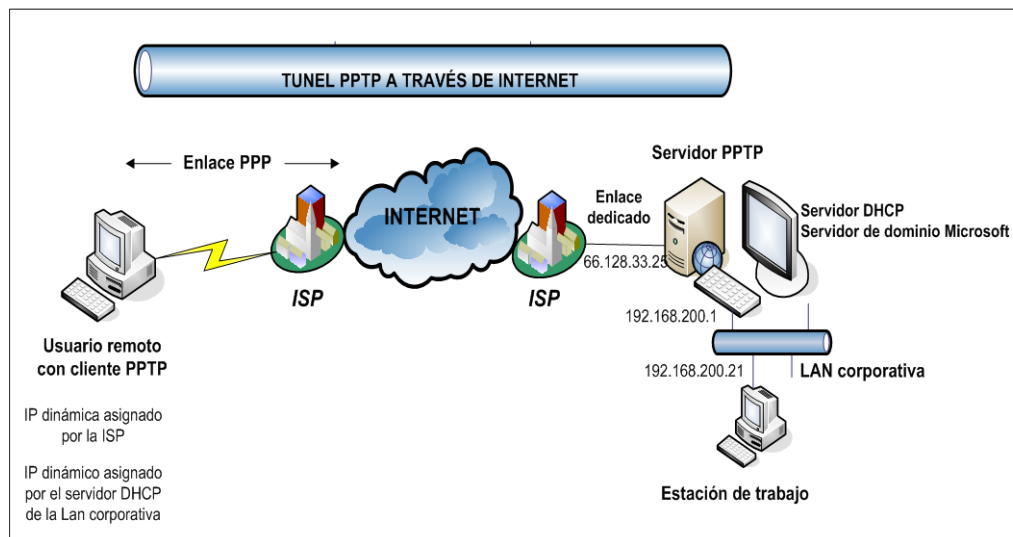 TUNEL PPTP A TRAVÉS DE INTERNET
Servidor PPTP
Enlace PPP
INTERNET
Enlace
dedicado
Servidor DHCP
Servidor de dominio Microsoft
66.128.33.25
ISP
ISP
192.168.200.1
Usuario remoto
con cliente PPTP
192.168.200.21
LAN corporativa
IP dinámica asignado
por la ISP
IP dinámico asignado
por el servidor DHCP
de la Lan corporativa
Estación de trabajo